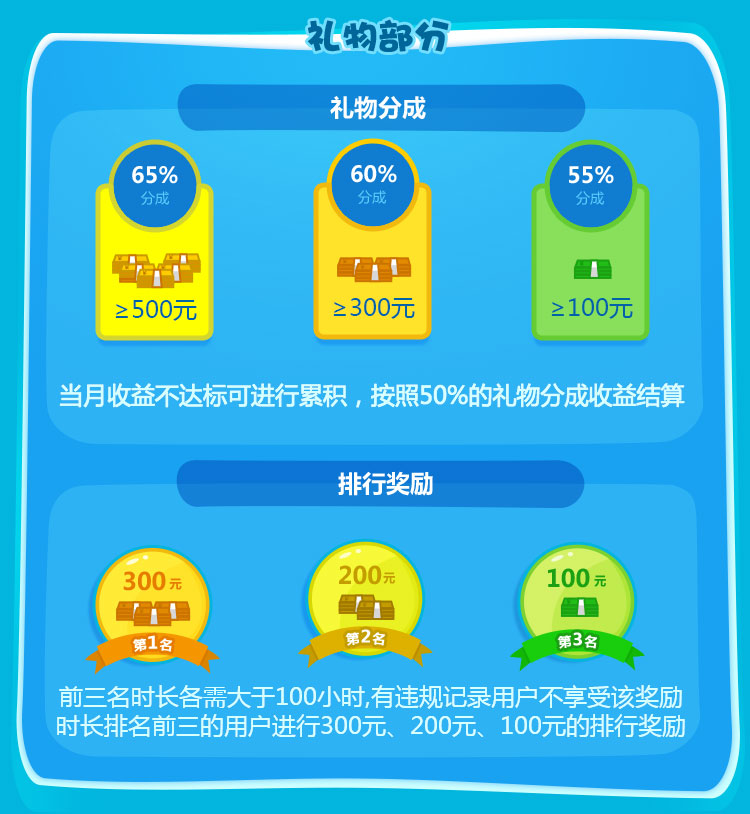 礼物部分
礼物分成
65% 60% 55%
分成 分成 分成
≥500元 ≥300元 ≥100元
当月收益不达标可进行累积，按照50%的礼物分成收益结算
排行奖励
300元 200元 100元
第1名 第2名 第3名
前三名时长各需大于100小时,有违规记录用户不享受该奖励
时长排名前三的用户进行300元、200元、100元的排行奖励